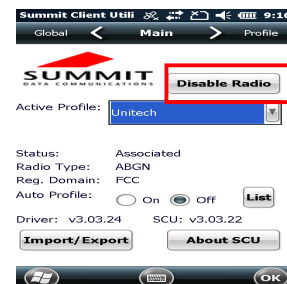 Summit Client Utili 9:16
Global Main Profile
SUMMIT
DATA COMMUNICATIONS
Disable Radio
Active Profile: Unitech
Status: Associated
Radio Type: ABGN
Reg. Domain: FCC
Auto Profile: On Off List
Driver: v3.03.24 SCU: v3.03.22
Import/Export About SCU
OK